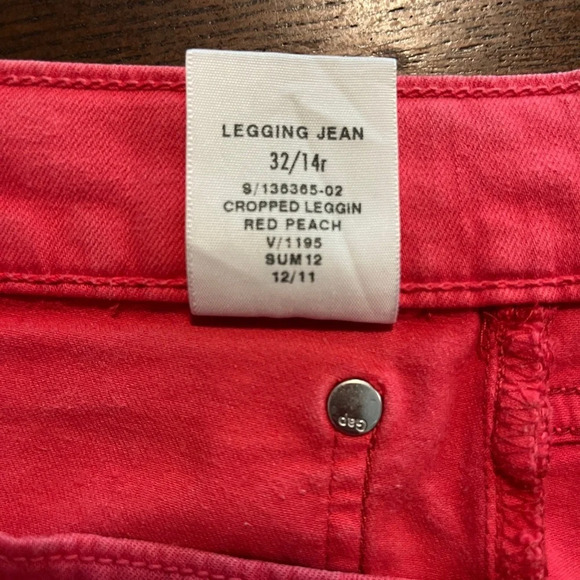 LEGGING JEAN
32/14r
S/136365-02
CROPPED LEGGIN
RED PEACH
V/1195
SUM12
12/11
Gap